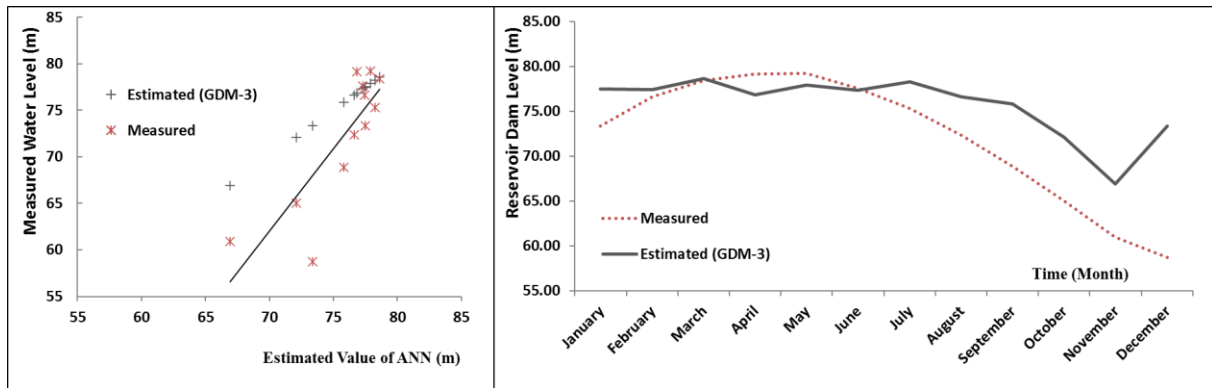 85
80
75
70
65
60
55
Measured Water Level (m)
Estimated (GDM-3)
Measured
55
60
65
70
75
80
85
Estimated Value of ANN (m)
85.00
80.00
75.00
70.00
65.00
60.00
55.00
Reservoir Dam Level (m)
Measured
Estimated (GDM-3)
Time (Month)
January
February
March
April
May
June
July
August
September
October
November
December